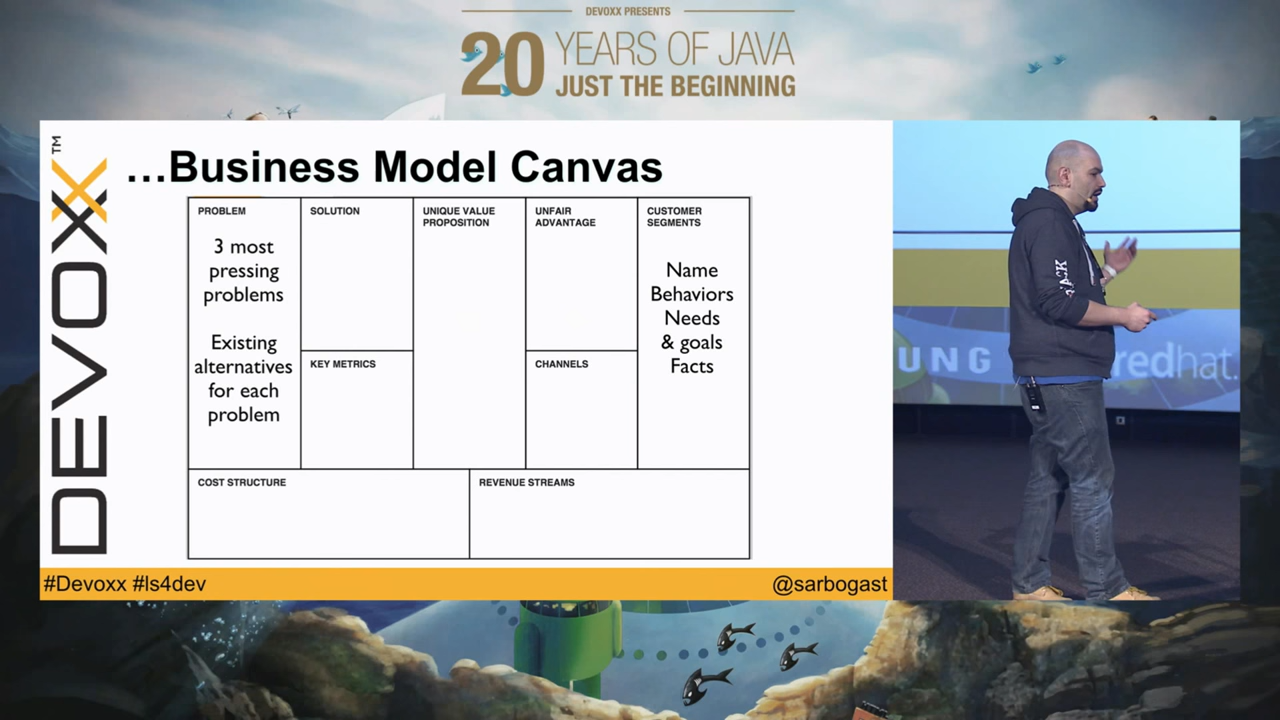 DEVOXX PRESENTS
20 YEARS OF JAVA
JUST THE BEGINNING
DEVOXX™
...Business Model Canvas
PROBLEM
3 most
pressing
problems
Existing
alternatives
for each
problem
SOLUTION
KEY METRICS
UNIQUE VALUE
PROPOSITION
UNFAIR
ADVANTAGE
CHANNELS
CUSTOMER
SEGMENTS
Name
Behaviors
Needs
& goals
Facts
COST STRUCTURE
REVENUE STREAMS
#Devoxx #ls4dev
@sarbogast
UNG
redhat.